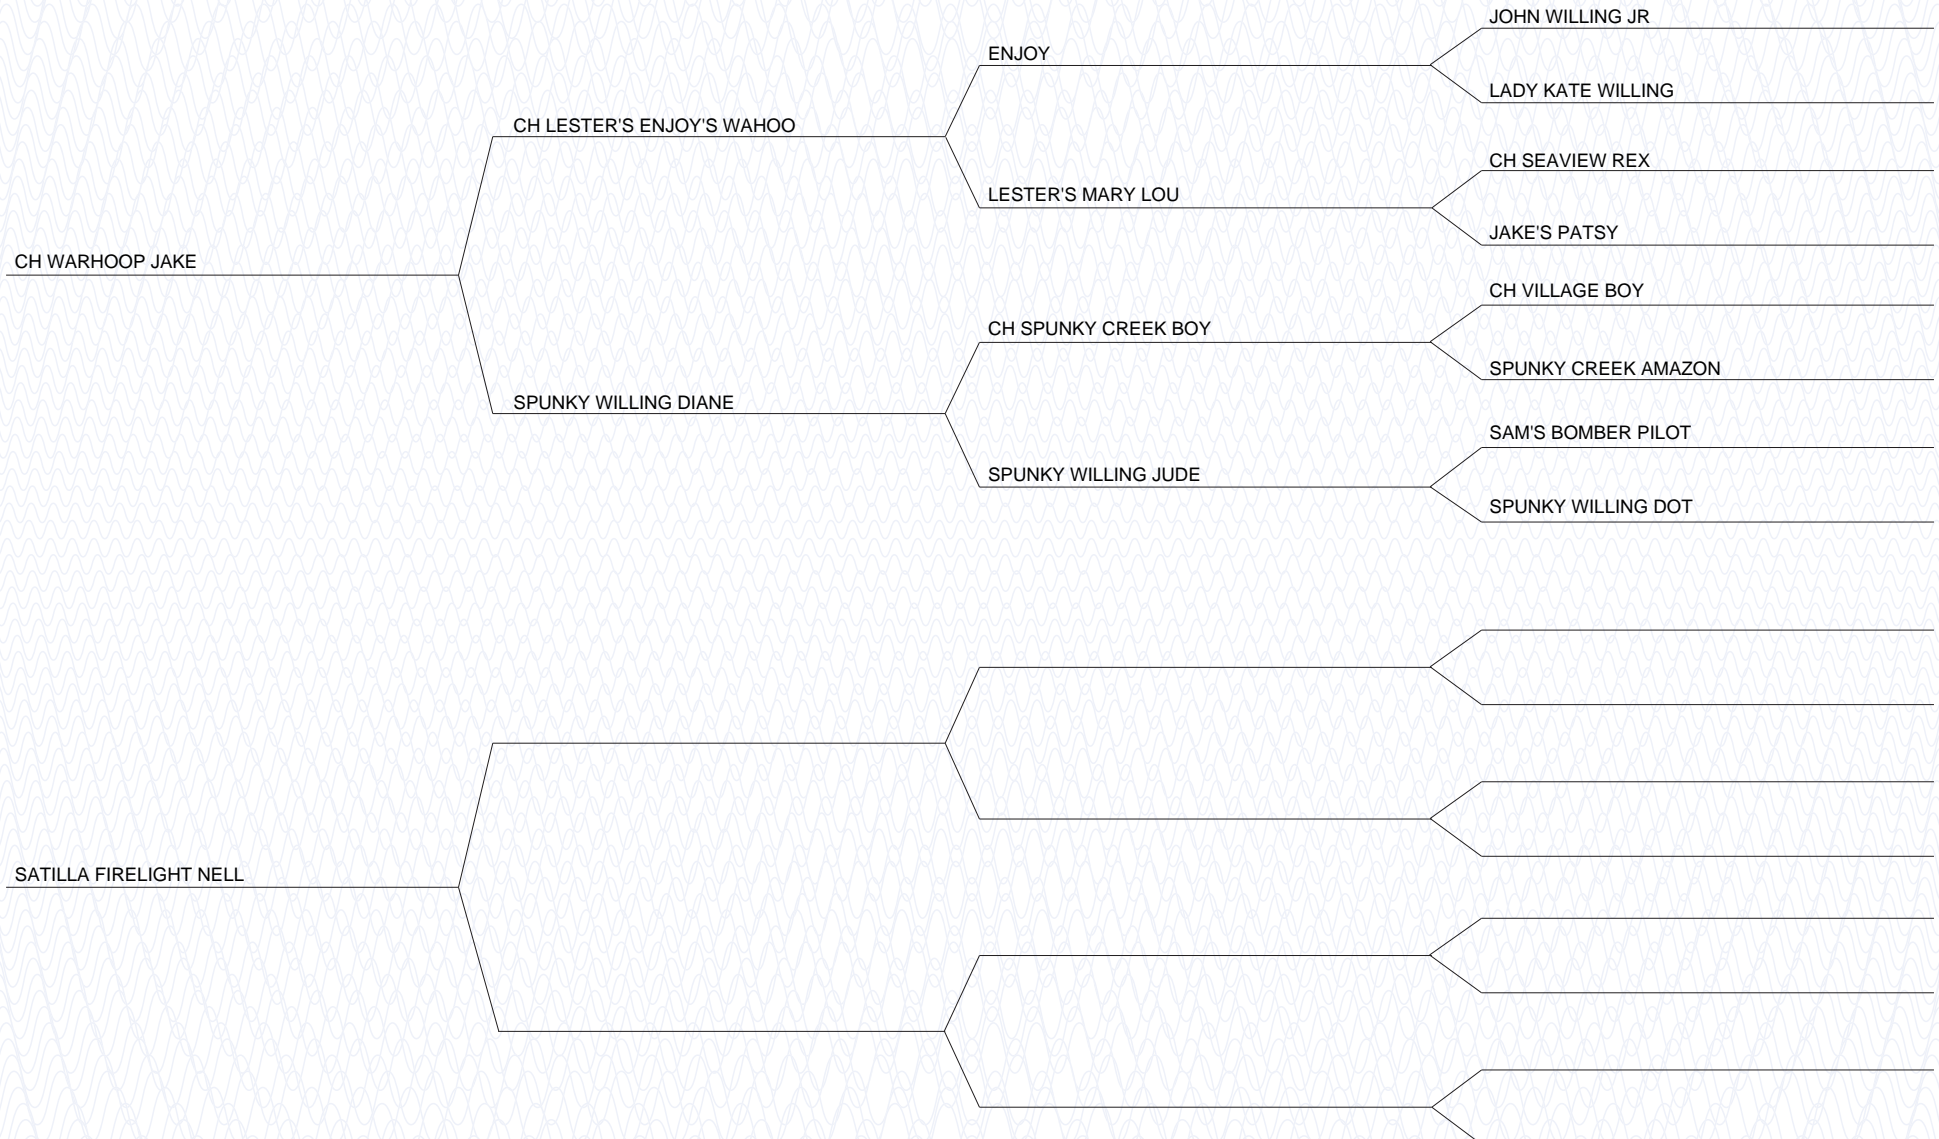 JOHN WILLING JR
ENJOY
LADY KATE WILLING
CH LESTER'S ENJOY'S WAHOO
CH SEAVIEW REX
LESTER'S MARY LOU
JAKE'S PATSY
CH WARHOOP JAKE
CH VILLAGE BOY
CH SPUNKY CREEK BOY
SPUNKY CREEK AMAZON
SPUNKY WILLING DIANE
SAM'S BOMBER PILOT
SPUNKY WILLING JUDE
SPUNKY WILLING DOT
SATILLA FIRELIGHT NELL